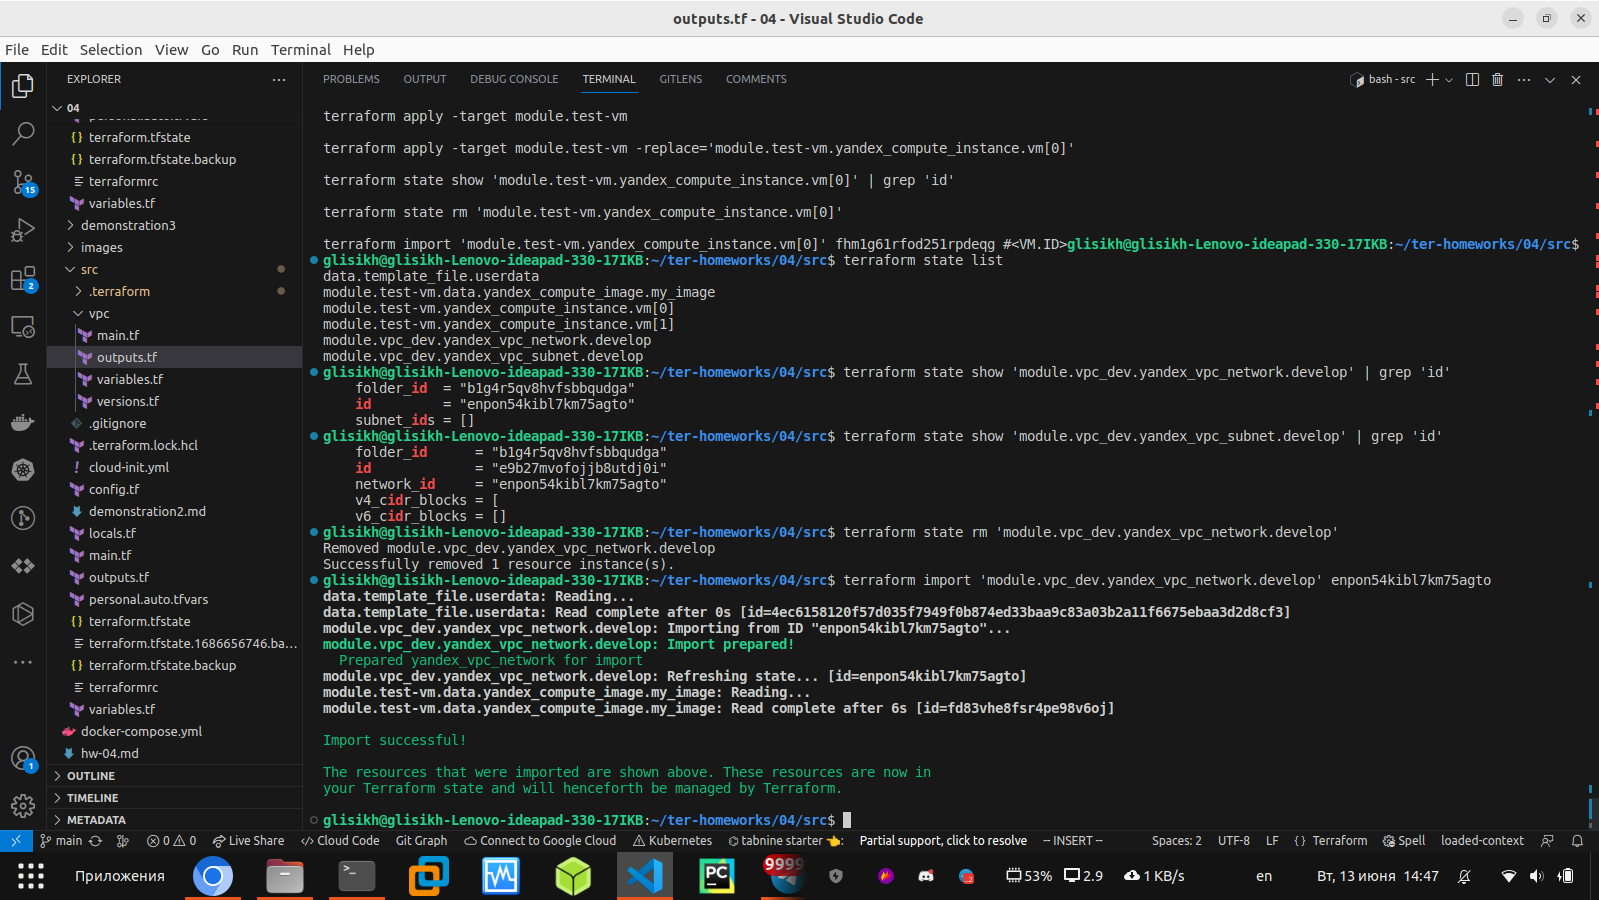 outputs.tf - 04 - Visual Studio Code
File Edit Selection View Go Run Terminal Help
EXPLORER
PROBLEMS OUTPUT DEBUG CONSOLE TERMINAL GITLENS COMMENTS
bash - src
04
terraform.tfstate
terraform.tfstate.backup
terraformrc
variables.tf
demonstration3
images
src
.terraform
vpc
main.tf
outputs.tf
variables.tf
versions.tf
.gitignore
.terraform.lock.hcl
cloud-init.yml
config.tf
demonstration2.md
locals.tf
main.tf
outputs.tf
personal.auto.tfvars
terraform.tfstate
terraform.tfstate.1686656746.ba...
terraform.tfstate.backup
terraformrc
variables.tf
docker-compose.yml
hw-04.md
OUTLINE
TIMELINE
METADATA
15
2
1
terraform apply -target module.test-vm
terraform apply -target module.test-vm -replace='module.test-vm.yandex_compute_instance.vm[0]'
terraform state show 'module.test-vm.yandex_compute_instance.vm[0]' | grep 'id'
terraform state rm 'module.test-vm.yandex_compute_instance.vm[0]'
terraform import 'module.test-vm.yandex_compute_instance.vm[0]' fhm1g61rfod251rpdeqg #<VM.ID>glisikh@glisikh-Lenovo-ideapad-330-17IKB:~/ter-homeworks/04/src$
glisikh@glisikh-Lenovo-ideapad-330-17IKB:~/ter-homeworks/04/src$ terraform state list
data.template_file.userdata
module.test-vm.data.yandex_compute_image.my_image
module.test-vm.yandex_compute_instance.vm[0]
module.test-vm.yandex_compute_instance.vm[1]
module.vpc_dev.yandex_vpc_network.develop
module.vpc_dev.yandex_vpc_subnet.develop
glisikh@glisikh-Lenovo-ideapad-330-17IKB:~/ter-homeworks/04/src$ terraform state show 'module.vpc_dev.yandex_vpc_network.develop' | grep 'id'
folder_id = "b1g4r5qv8hvfsbbqudga"
id = "enpon54kibl7km75agto"
subnet_ids = []
glisikh@glisikh-Lenovo-ideapad-330-17IKB:~/ter-homeworks/04/src$ terraform state show 'module.vpc_dev.yandex_vpc_subnet.develop' | grep 'id'
folder_id = "b1g4r5qv8hvfsbbqudga"
id = "e9b27mvofojjb8utdj0i"
network_id = "enpon54kibl7km75agto"
v4_cidr_blocks = [
v6_cidr_blocks = []
glisikh@glisikh-Lenovo-ideapad-330-17IKB:~/ter-homeworks/04/src$ terraform state rm 'module.vpc_dev.yandex_vpc_network.develop'
Removed module.vpc_dev.yandex_vpc_network.develop
Successfully removed 1 resource instance(s).
glisikh@glisikh-Lenovo-ideapad-330-17IKB:~/ter-homeworks/04/src$ terraform import 'module.vpc_dev.yandex_vpc_network.develop' enpon54kibl7km75agto
data.template_file.userdata: Reading...
data.template_file.userdata: Read complete after 0s [id=4ec6158120f57d035f7949f0b874ed33baa9c83a03b2a11f6675ebaa3d2d8cf3]
module.vpc_dev.yandex_vpc_network.develop: Importing from ID "enpon54kibl7km75agto"...
module.vpc_dev.yandex_vpc_network.develop: Import prepared!
Prepared yandex_vpc_network for import
module.vpc_dev.yandex_vpc_network.develop: Refreshing state... [id=enpon54kibl7km75agto]
module.test-vm.data.yandex_compute_image.my_image: Reading...
module.test-vm.data.yandex_compute_image.my_image: Read complete after 6s [id=fd83vhe8fsr4pe98v6oj]
Import successful!
The resources that were imported are shown above. These resources are now in
your Terraform state and will henceforth be managed by Terraform.
glisikh@glisikh-Lenovo-ideapad-330-17IKB:~/ter-homeworks/04/src$
main 0 0 Live Share Cloud Code Git Graph Connect to Google Cloud Kubernetes tabnine starter Partial support, click to resolve -- INSERT -- Spaces: 2 UTF-8 LF {} Terraform Spell loaded-context
Приложения
PC
9999
53% 2.9 1 KB/s en Вт, 13 июня 14:47